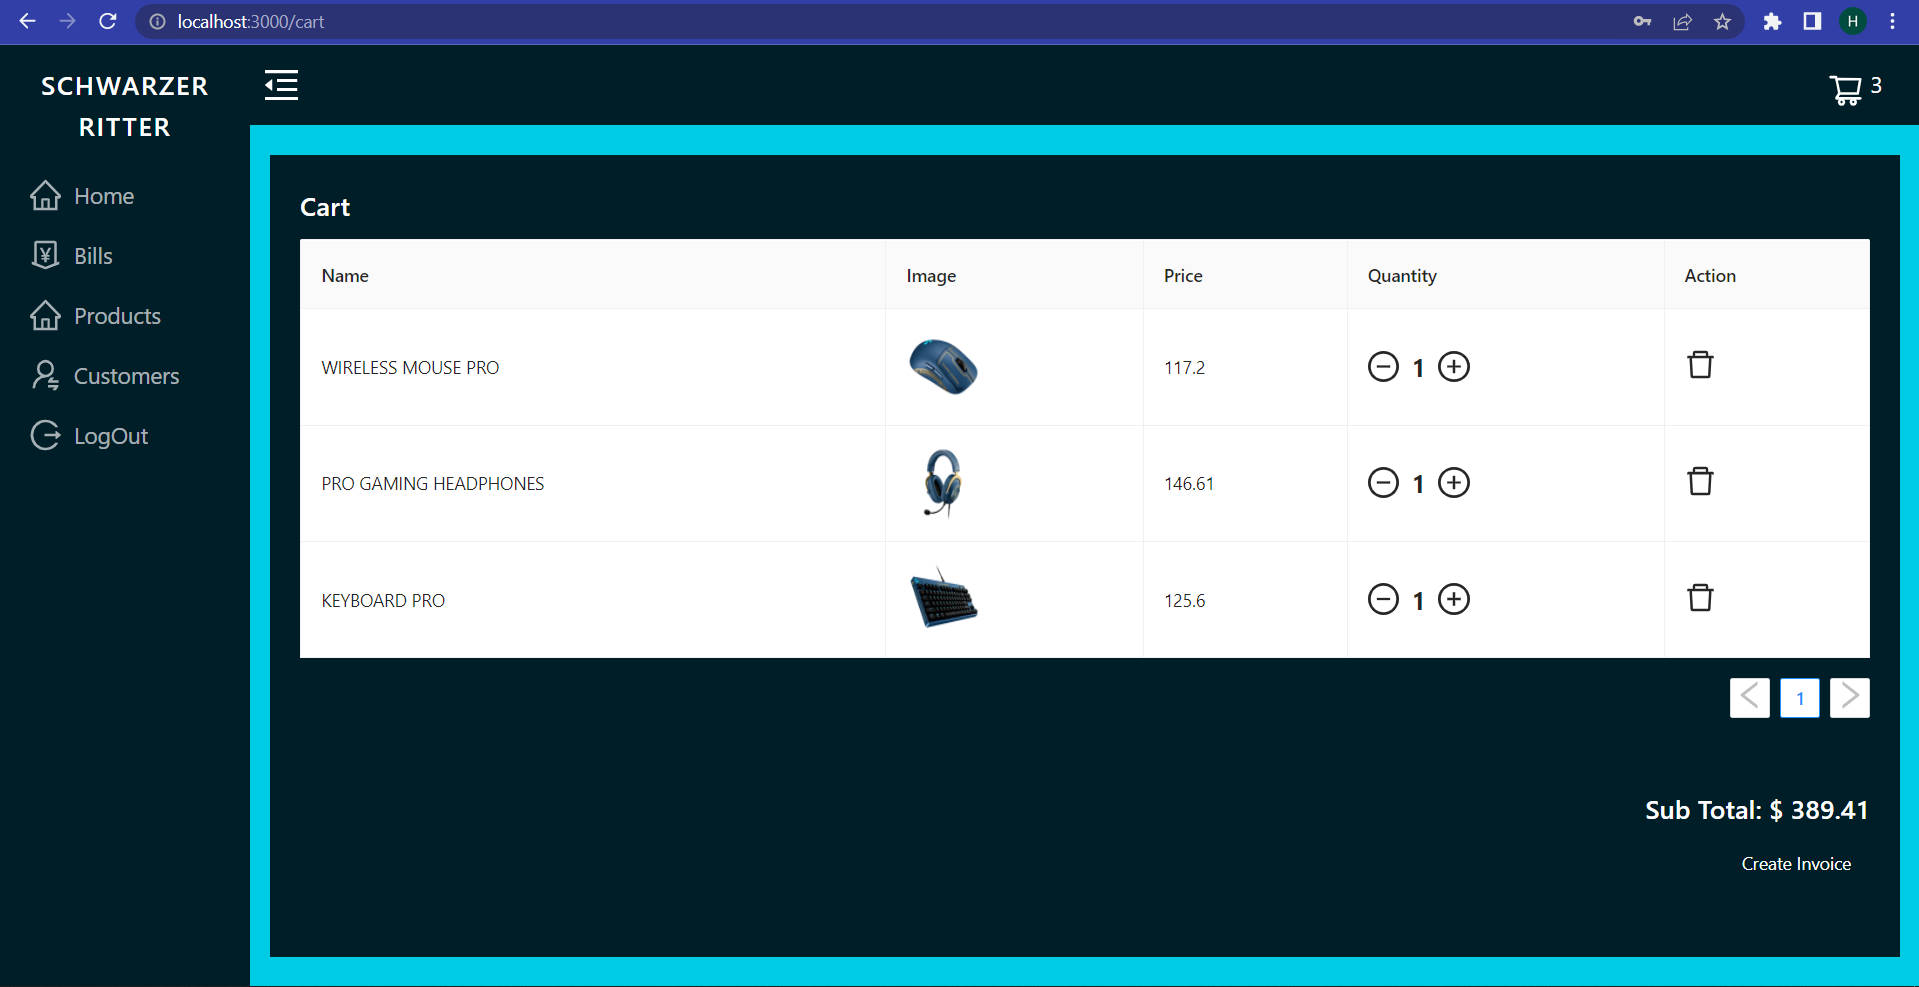 localhost:3000/cart
H
SCHWARZER
RITTER
3
Home
Bills
Products
Customers
LogOut
Cart
Name Image Price Quantity Action
WIRELESS MOUSE PRO 117.2 1
PRO GAMING HEADPHONES 146.61 1
KEYBOARD PRO 125.6 1
1
Sub Total: $ 389.41
Create Invoice